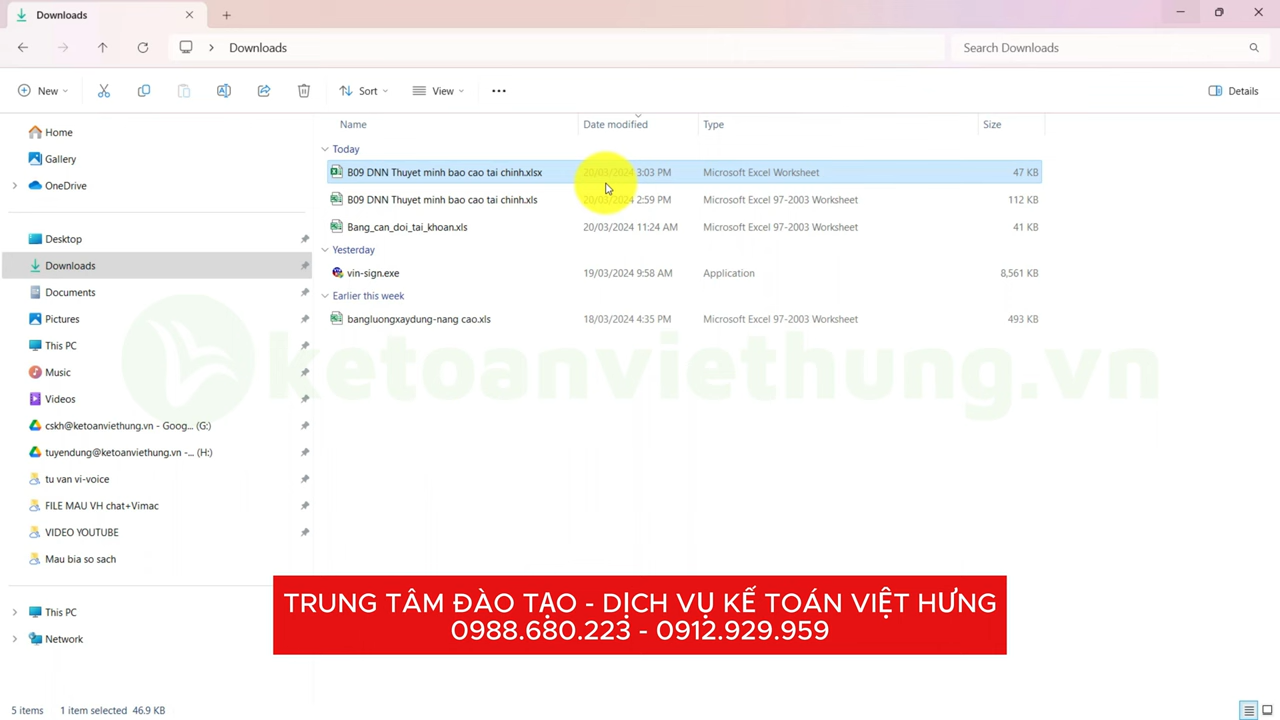 Downloads
Downloads
Search Downloads
New
Sort
View
Details
Name Date modified Type Size
Home
Gallery
OneDrive
Desktop
Downloads
Documents
Pictures
This PC
Music
Videos
cskh@ketoanviethung.vn - Goog... (G:)
tuyendung@ketoanviethung.vn -... (H:)
tu van vi-voice
FILE MAU VH chat+Vimac
VIDEO YOUTUBE
Mau bia so sach
This PC
Network
Today
B09 DNN Thuyet minh bao cao tai chinh.xlsx 20/03/2024 3:03 PM Microsoft Excel Worksheet 47 KB
B09 DNN Thuyet minh bao cao tai chinh.xls 20/03/2024 2:59 PM Microsoft Excel 97-2003 Worksheet 112 KB
Bang_can_doi_tai_khoan.xls 20/03/2024 11:24 AM Microsoft Excel 97-2003 Worksheet 41 KB
Yesterday
vin-sign.exe 19/03/2024 9:58 AM Application 8,561 KB
Earlier this week
bangluongxaydung-nang cao.xls 18/03/2024 4:35 PM Microsoft Excel 97-2003 Worksheet 493 KB
ketoanviethung.vn
TRUNG TÂM ĐÀO TẠO - DỊCH VỤ KẾ TOÁN VIỆT HƯNG
0988.680.223 - 0912.929.959
5 items 1 item selected 46.9 KB